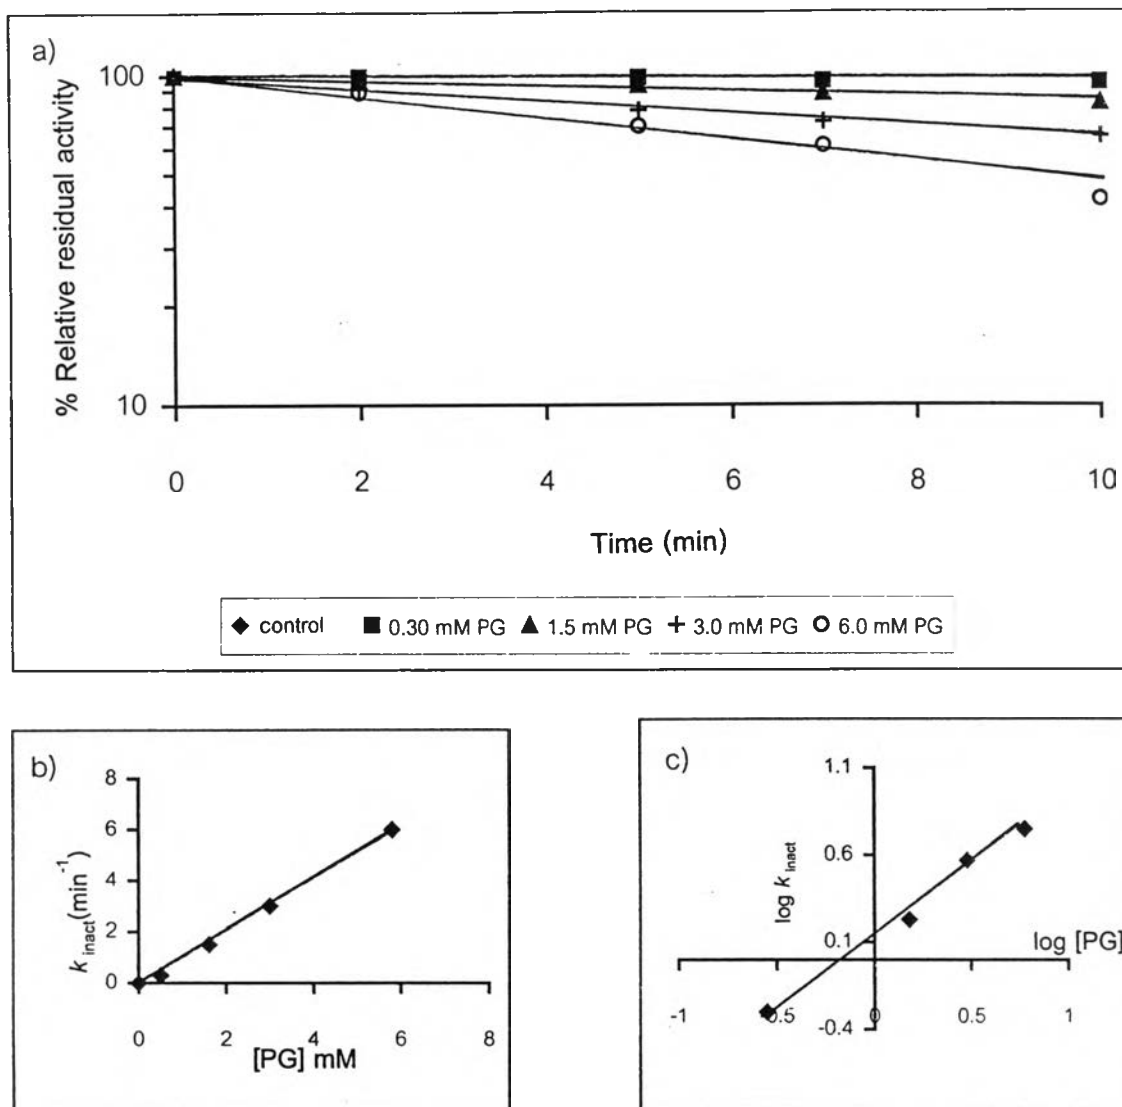 a)
% Relative residual activity
100
10
0 2 4 6 8 10
Time (min)
control 0.30 mM PG 1.5 mM PG 3.0 mM PG 6.0 mM PG
b)
k inact (min⁻¹)
8
6
4
2
0
0 2 4 6 8
[PG] mM
c)
log k inact
1.1
0.6
0.1
-0.4
log [PG]
-1 0.5 0 0.5 1